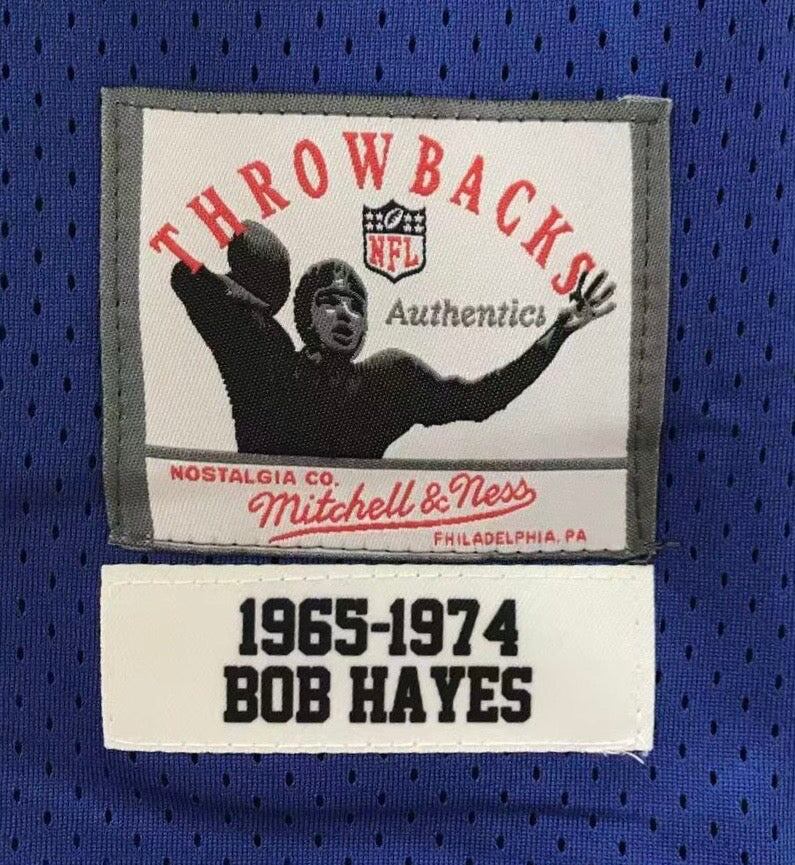 THROWBACKS
NFL
Authentics
NOSTALGIA CO.
Mitchell & Ness
PHILADELPHIA, PA
1965-1974
BOB HAYES